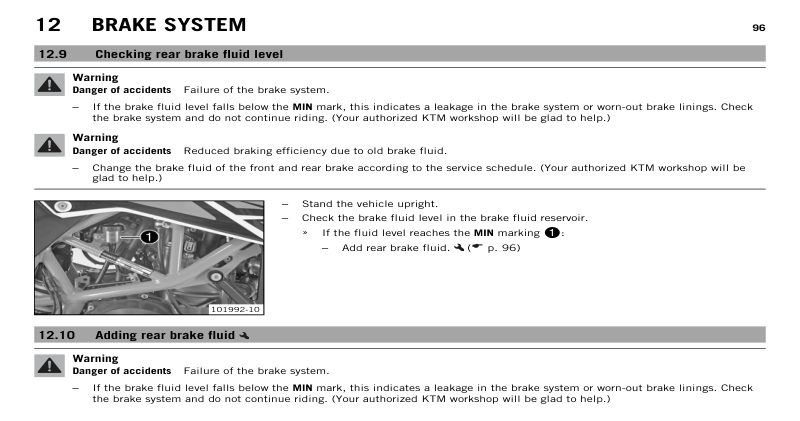 12 BRAKE SYSTEM 96
12.9 Checking rear brake fluid level
Warning
Danger of accidents Failure of the brake system.
– If the brake fluid level falls below the MIN mark, this indicates a leakage in the brake system or worn-out brake linings. Check
the brake system and do not continue riding. (Your authorized KTM workshop will be glad to help.)
Warning
Danger of accidents Reduced braking efficiency due to old brake fluid.
– Change the brake fluid of the front and rear brake according to the service schedule. (Your authorized KTM workshop will be
glad to help.)
1
101992-10
– Stand the vehicle upright.
– Check the brake fluid level in the brake fluid reservoir.
» If the fluid level reaches the MIN marking 1:
– Add rear brake fluid. (☛ p. 96)
12.10 Adding rear brake fluid
Warning
Danger of accidents Failure of the brake system.
– If the brake fluid level falls below the MIN mark, this indicates a leakage in the brake system or worn-out brake linings. Check
the brake system and do not continue riding. (Your authorized KTM workshop will be glad to help.)